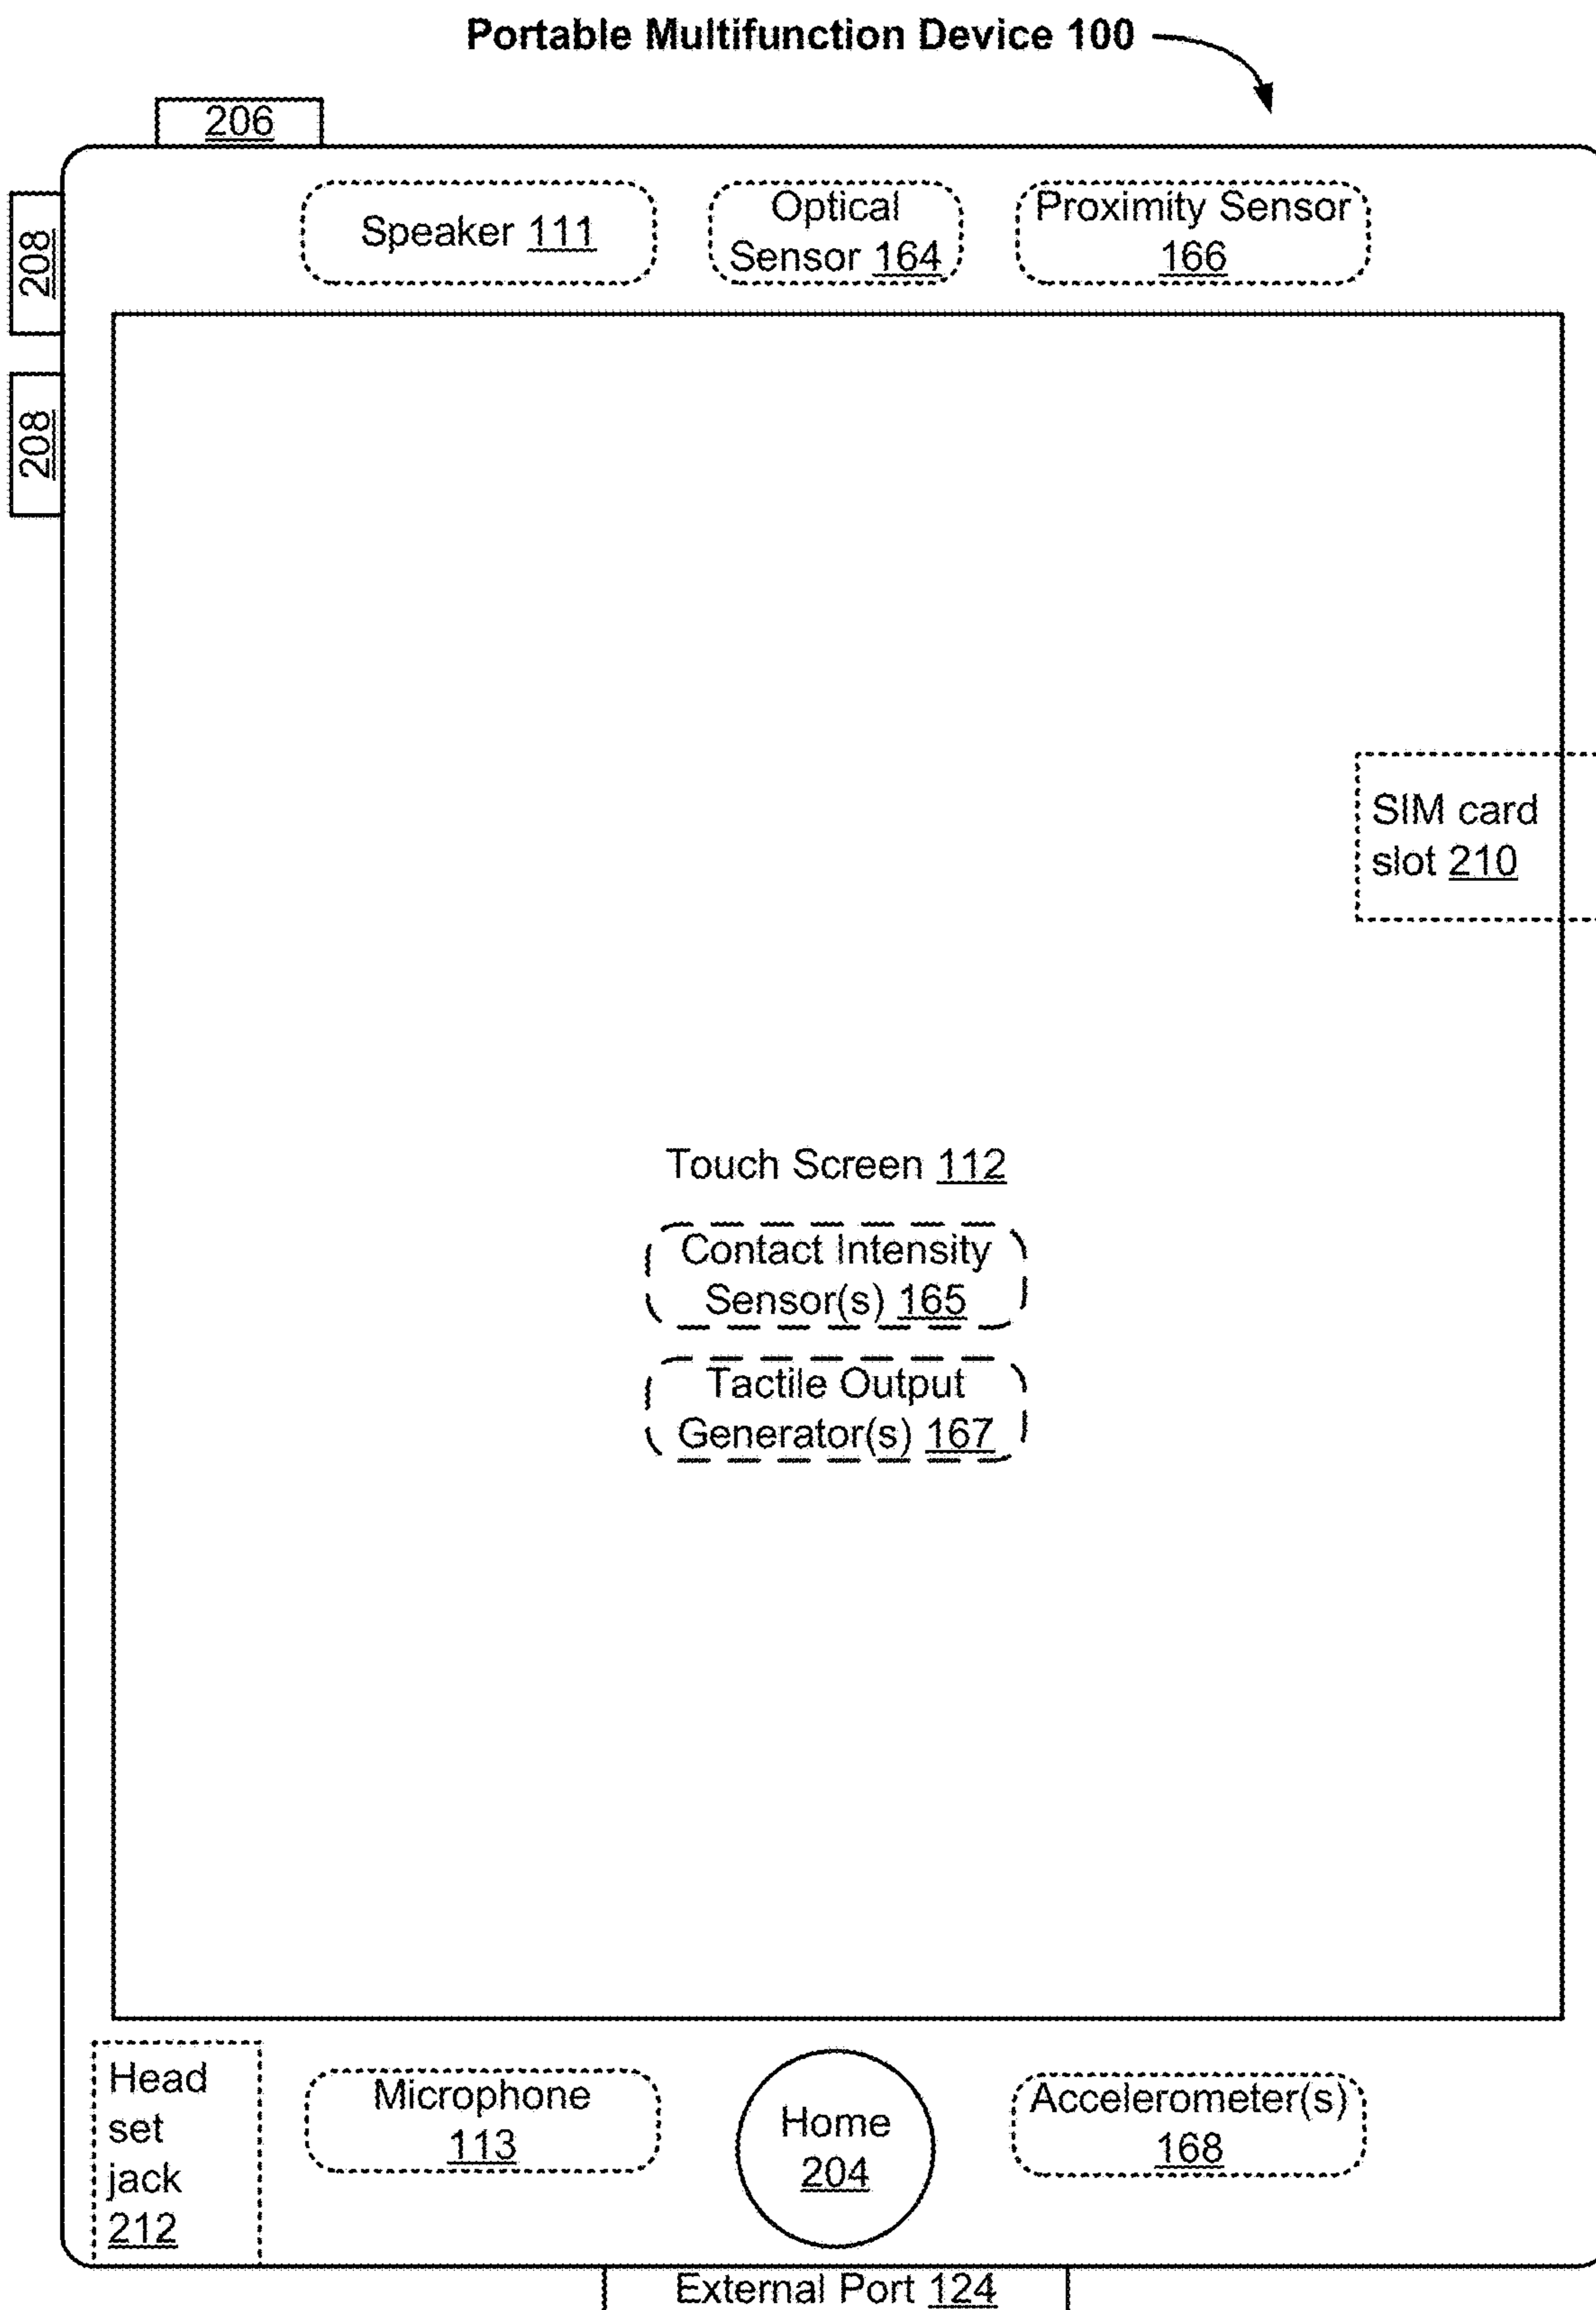 Portable Multifunction Device 100
206
208
Speaker 111
Optical
Sensor 164
Proximity Sensor
166
208
SIM card
slot 210
Touch Screen 112
Contact Intensity
Sensor(s) 165
Tactile Output
Generator(s) 167
Head
set
jack
212
Microphone
113
Home
204
Accelerometer(s)
168
External Port 124